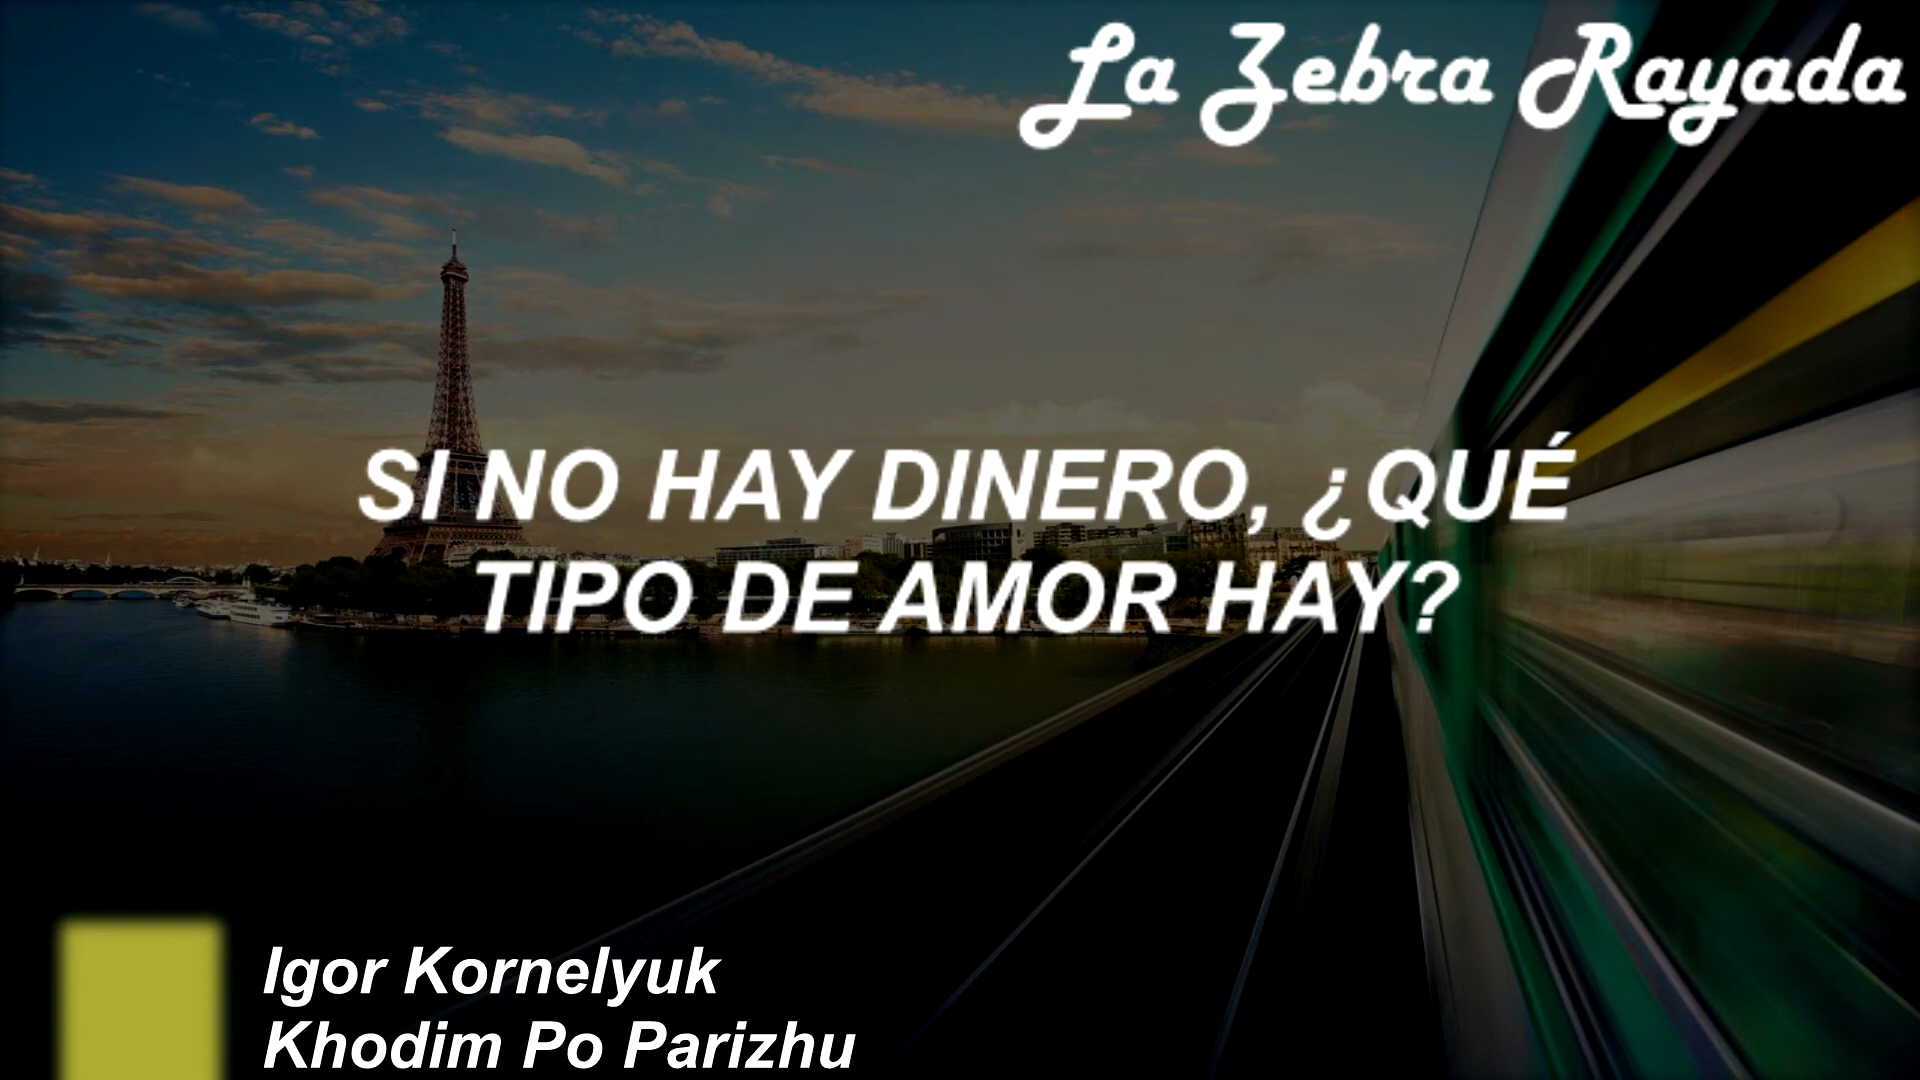 La Zebra Rayada
SI NO HAY DINERO, ¿QUÉ
TIPO DE AMOR HAY?
Igor Kornelyuk
Khodim Po Parizhu